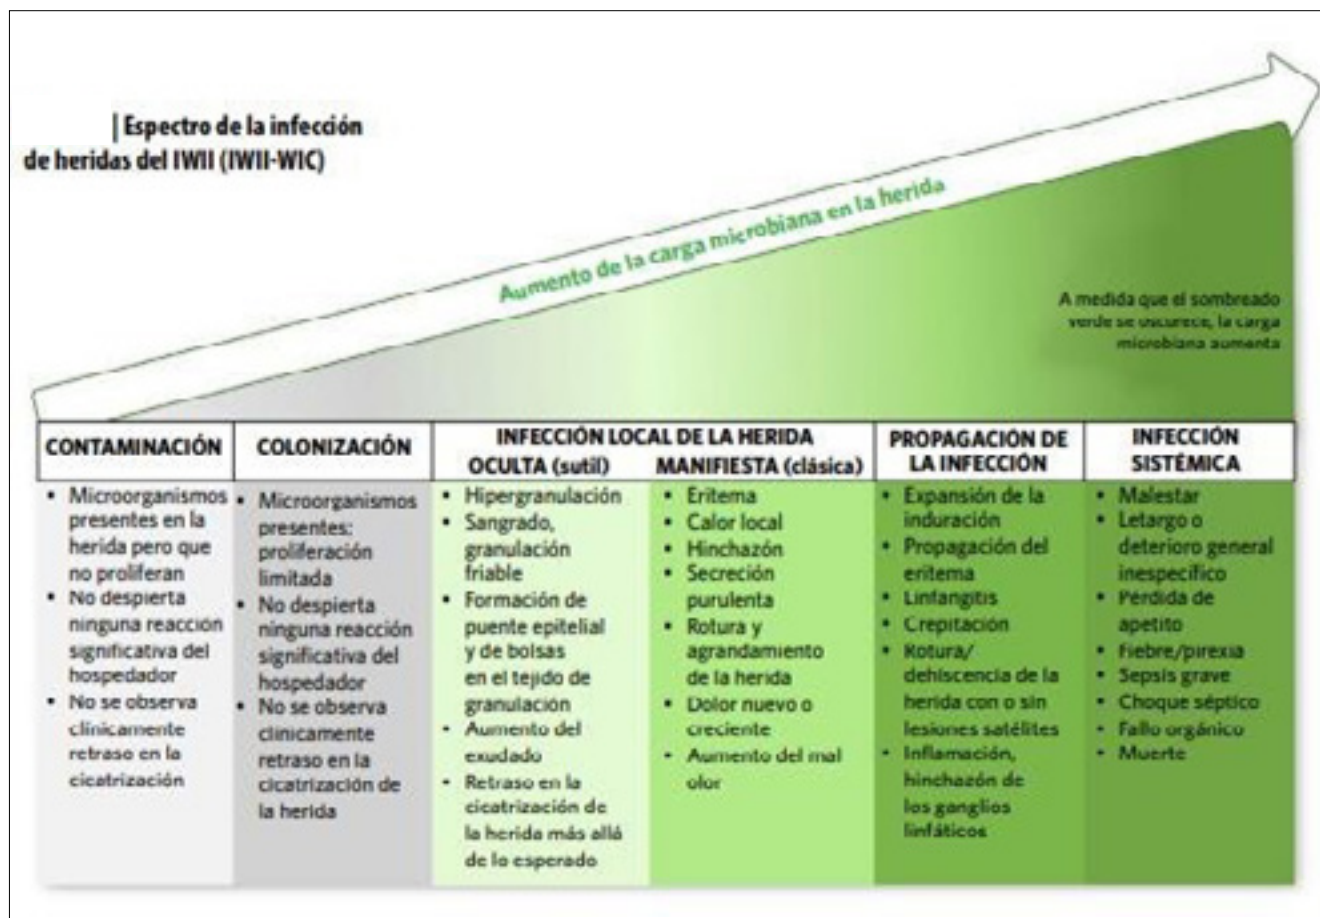 | Espectro de la infección
de heridas del IWII (IWII-WIC)
Aumento de la carga microbiana en la herida
A medida que el sombreado
verde se oscurece, la carga
microbiana aumenta
CONTAMINACIÓN
• Microorganismos
presentes en la
herida pero que
no proliferan
• No despierta
ninguna reacción
significativa del
hospedador
• No se observa
clínicamente
retraso en la
cicatrización
COLONIZACIÓN
• Microorganismos
presentes;
proliferación
limitada
• No despierta
ninguna reacción
significativa del
hospedador
• No se observa
clínicamente
retraso en la
cicatrización de
la herida
INFECCIÓN LOCAL DE LA HERIDA
OCULTA (sutil)
• Hipergranulación
• Sangrado,
granulación
friable
• Formación de
puente epitelial
y de bolsas
en el tejido de
granulación
• Aumento del
exudado
• Retraso en la
cicatrización de
la herida más allá
de lo esperado
MANIFIESTA (clásica)
• Eritema
• Calor local
• Hinchazón
• Secreción
purulenta
• Rotura y
agrandamiento
de la herida
• Dolor nuevo o
creciente
• Aumento del mal
olor
PROPAGACIÓN DE
LA INFECCIÓN
• Expansión de la
induración
• Propagación del
eritema
• Linfangitis
• Crepitación
• Rotura/
dehiscencia de la
herida con o sin
lesiones satélites
• Inflamación,
hinchazón de
los ganglios
linfáticos
INFECCIÓN
SISTÉMICA
• Malestar
• Letargo o
deterioro general
inespecífico
• Pérdida de
apetito
• Fiebre/pirexia
• Sepsis grave
• Choque séptico
• Fallo orgánico
• Muerte